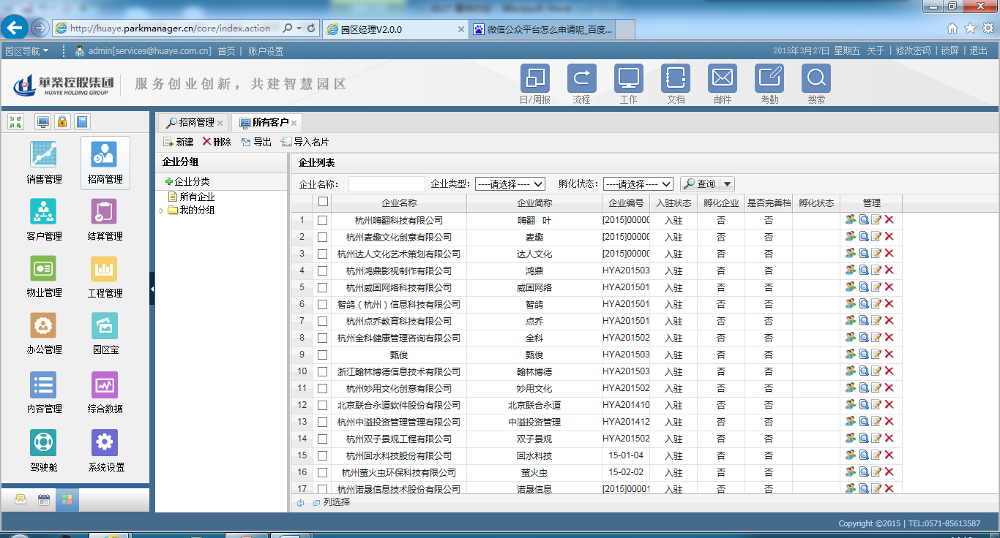 http://huaye.parkmanager.cn/core/index.action
园区经理V2.0.0
微信公众平台怎么申请呢_百度...
园区导航
admin[services@huaye.com.cn] 首页 | 账户设置
2015年3月27日 星期五 关于 | 修改密码 | 锁屏 | 退出
華業控股集团
HUAYE HOLDING GROUP
服务创业创新，共建智慧园区
日/周报 流程 工作 文档 邮件 考勤 搜索
销售管理 招商管理
客户管理 结算管理
物业管理 工程管理
办公管理 园区宝
内容管理 综合数据
驾驶舱 系统设置
招商管理 所有客户
新建 删除 导出 导入名片
企业分组
企业分类
所有企业
我的分组
企业列表
企业名称: 企业类型: ----请选择---- 孵化状态: ----请选择---- 查询
企业名称 企业简称 企业编号 入驻状态 孵化企业 是否完善档 孵化状态 管理
1 杭州嗨翻科技有限公司 嗨翻 叶 [2015]00000 入驻 否 否
2 杭州麦趣文化创意有限公司 麦趣 [2015]00000 入驻 否 否
3 杭州达人文化艺术策划有限公司 达人文化 [2015]00000 入驻 否 否
4 杭州鸿鼎影视制作有限公司 鸿鼎 HYA201503 入驻 否 否
5 杭州威固网络科技有限公司 威固网络 HYA201501 入驻 否 否
6 智鸽（杭州）信息科技有限公司 智鸽 HYA201501 入驻 否 否
7 杭州点乔教育科技有限公司 点乔 HYA201501 入驻 否 否
8 杭州全科健康管理咨询有限公司 全科 HYA201502 入驻 否 否
9 甄俊 甄俊 HYA201503 入驻 否 否
10 浙江翰林博德信息技术有限公司 翰林博德 HYA201503 入驻 否 否
11 杭州妙用文化创意有限公司 妙用文化 HYA201502 入驻 否 否
12 北京联合永道软件股份有限公司 北京联合永道 HYA201410 入驻 否 否
13 杭州中溢投资管理管理有限公司 中溢投资管理 HYA201412 入驻 否 否
14 杭州双子景观工程有限公司 双子景观 HYA201502 入驻 否 否
15 杭州回水科技股份有限公司 回水科技 15-01-04 入驻 否 否
16 杭州萤火虫环保科技有限公司 萤火虫 15-02-02 入驻 否 否
17 杭州诺晟信息技术股份有限公司 诺晟信息 [2015]00001 入驻 否 否
列选择
Copyright ©2015 | TEL:0571-85613587